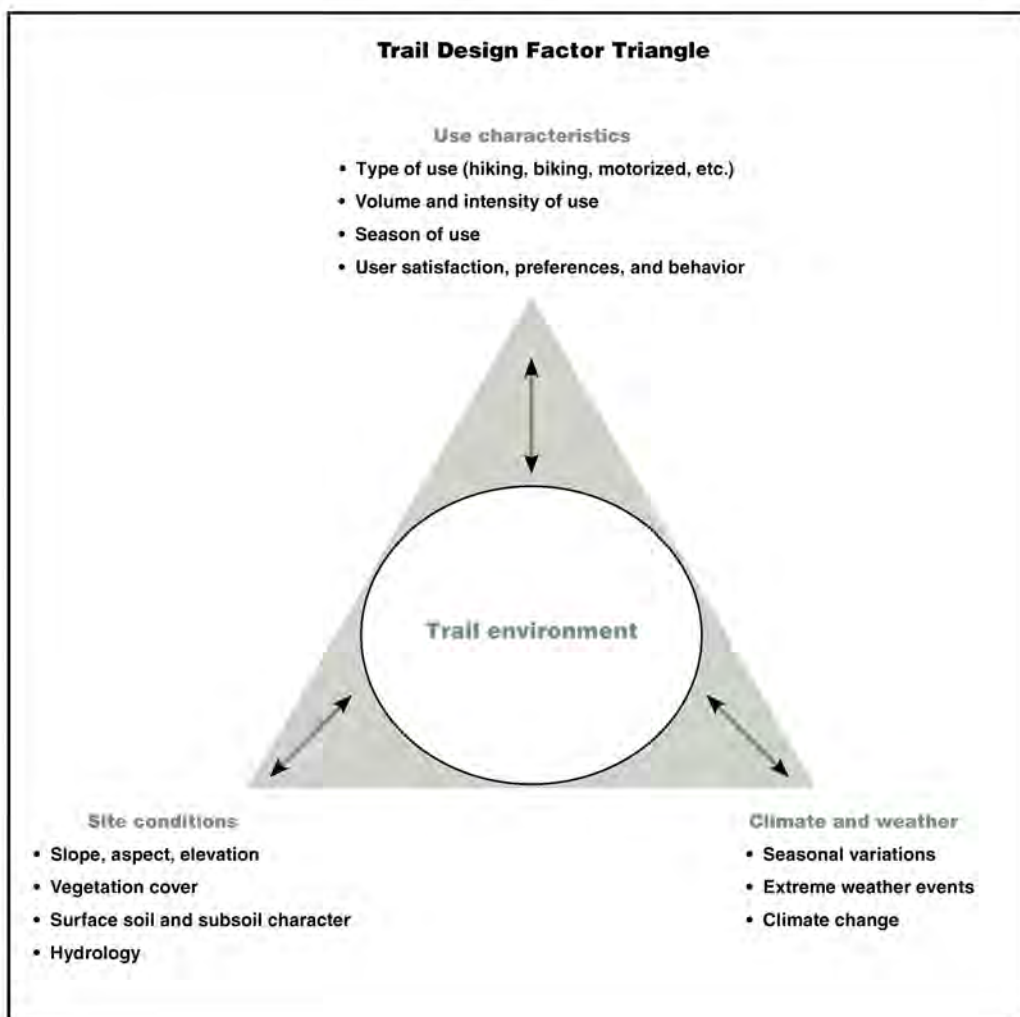 Trail Design Factor Triangle
Use characteristics
• Type of use (hiking, biking, motorized, etc.)
• Volume and intensity of use
• Season of use
• User satisfaction, preferences, and behavior
Trail environment
Site conditions
• Slope, aspect, elevation
• Vegetation cover
• Surface soil and subsoil character
• Hydrology
Climate and weather
• Seasonal variations
• Extreme weather events
• Climate change